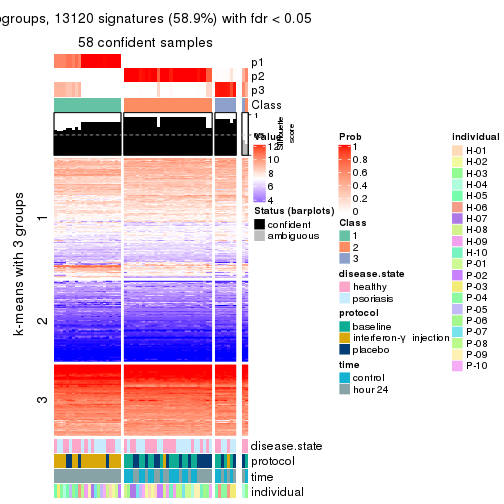 ogroups, 13120 signatures (58.9%) with fdr < 0.05
58 confident samples
p1
p2
p3
Class
1
score
k-means with 3 groups
1
2
3
disease.state
protocol
time
individual
Value
12
10
8
6
4
Status (barplots)
confident
ambiguous
Prob
1
0.8
0.6
0.4
0.2
0
Class
1
2
3
disease.state
healthy
psoriasis
protocol
baseline
interferon-γ injection
placebo
time
control
hour 24
individual
H-01
H-02
H-03
H-04
H-05
H-06
H-07
H-08
H-09
H-10
P-01
P-02
P-03
P-04
P-05
P-06
P-07
P-08
P-09
P-10